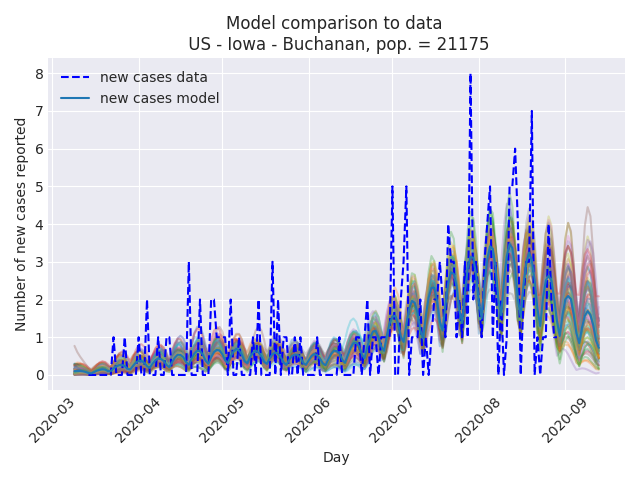 Model comparison to data
US - Iowa - Buchanan, pop. = 21175
new cases data
new cases model
Number of new cases reported
8
7
6
5
4
3
2
1
0
2020-03
2020-04
2020-05
2020-06
2020-07
2020-08
2020-09
Day